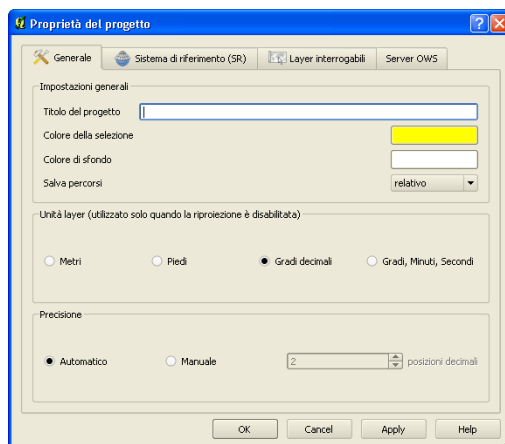 Proprietà del progetto
Generale
Sistema di riferimento (SR)
Layer interrogabili
Server OWS
Impostazioni generali
Titolo del progetto
Colore della selezione
Colore di sfondo
Salva percorsi
relativo
Unità layer (utilizzato solo quando la riproiezione è disabilitata)
Metri
Piedi
Gradi decimali
Gradi, Minuti, Secondi
Precisione
Automatico
Manuale
2
posizioni decimali
OK
Cancel
Apply
Help